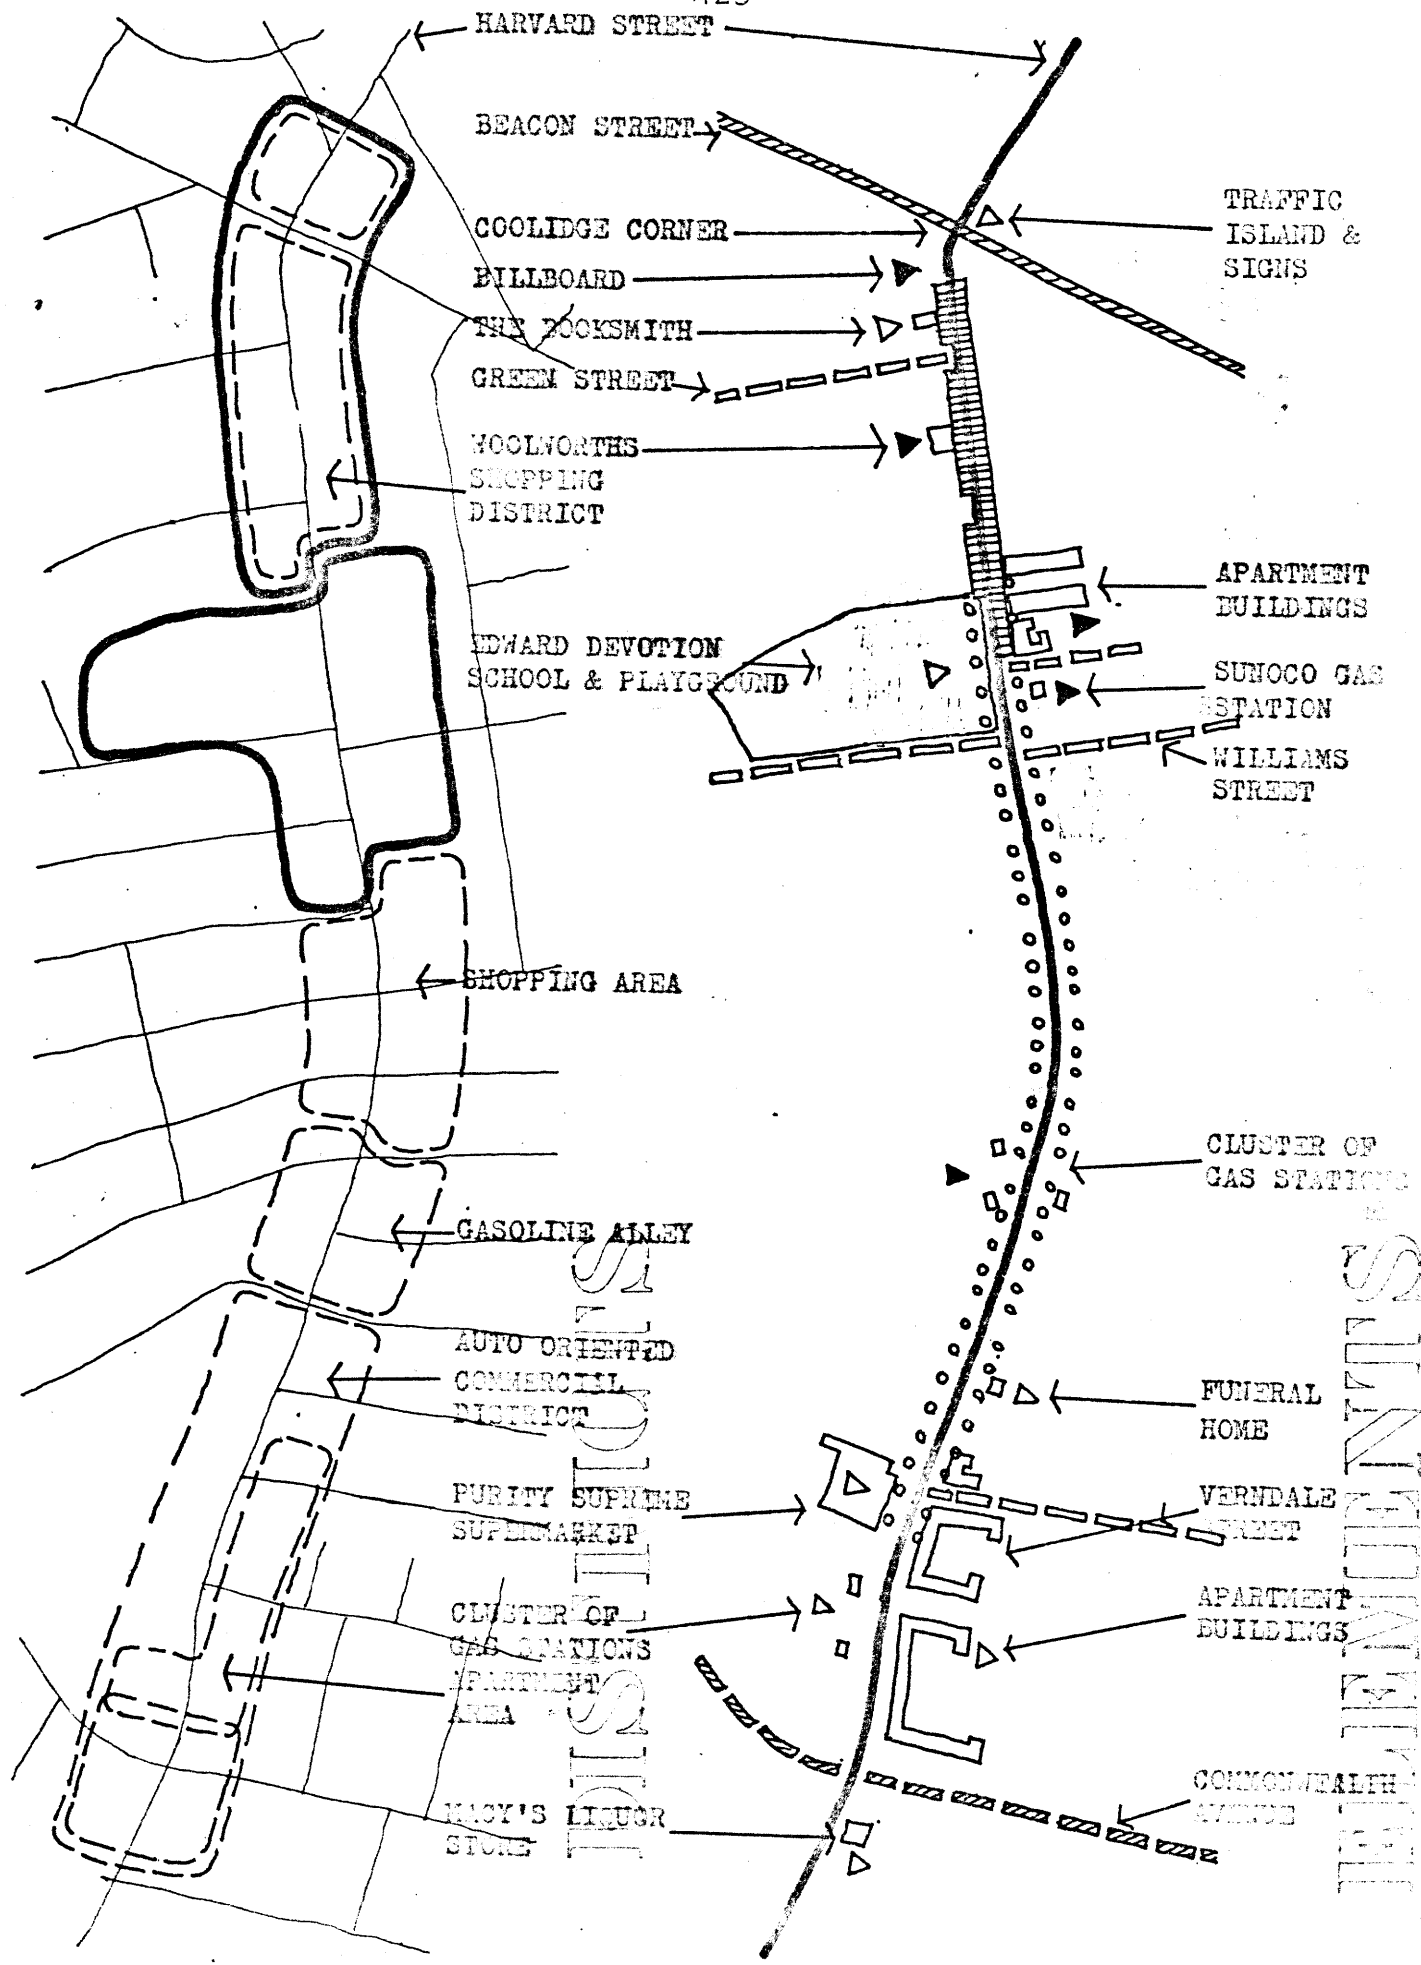 HARVARD STREET
BEACON STREET
TRAFFIC
ISLAND &
SIGNS
COOLIDGE CORNER
BILLBOARD
THE BOOKSMITH
GREEN STREET
WOOLWORTHS
SHOPPING
DISTRICT
APARTMENT
BUILDINGS
EDWARD DEVOTION
SCHOOL & PLAYGROUND
SUNOCO GAS
STATION
WILLIAMS
STREET
SHOPPING AREA
CLUSTER OF
GAS STATIONS
GASOLINE ALLEY
AUTO ORIENTED
COMMERCIAL
DISTRICT
FUNERAL
HOME
PURITY SUPREME
SUPERMARKET
VERNDALE
STREET
CLUSTER OF
GAS STATIONS
APARTMENT
AREA
APARTMENT
BUILDINGS
COMMONWEALTH
AVENUE
MACY'S LIQUOR
STORE
DISTRICTS
ELEMENTS